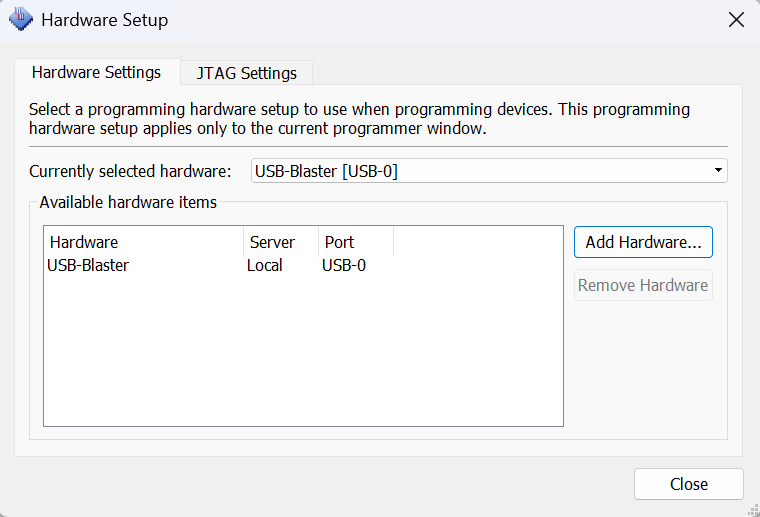 Hardware Setup
Hardware Settings
JTAG Settings
Select a programming hardware setup to use when programming devices. This programming
hardware setup applies only to the current programmer window.
Currently selected hardware:
USB-Blaster [USB-0]
Available hardware items
Hardware Server Port
USB-Blaster Local USB-0
Add Hardware...
Remove Hardware
Close